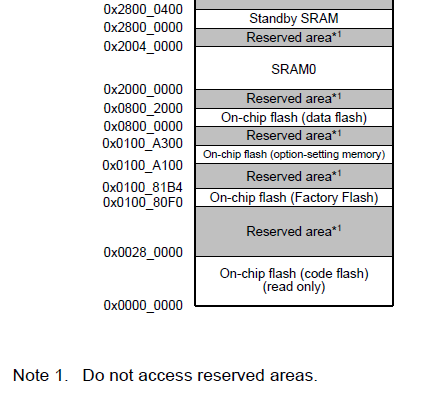 0x2800_0400
Standby SRAM
0x2800_0000
Reserved area*1
0x2004_0000
SRAM0
0x2000_0000
Reserved area*1
0x0800_2000
On-chip flash (data flash)
0x0800_0000
Reserved area*1
0x0100_A300
On-chip flash (option-setting memory)
0x0100_A100
Reserved area*1
0x0100_81B4
On-chip flash (Factory Flash)
0x0100_80F0
Reserved area*1
0x0028_0000
On-chip flash (code flash)
(read only)
0x0000_0000
Note 1. Do not access reserved areas.